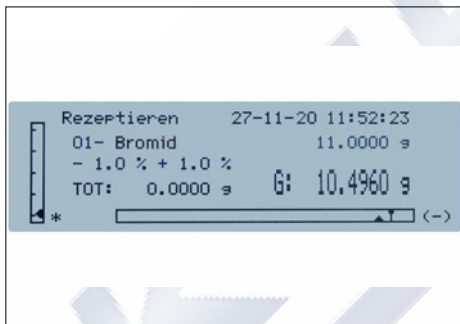 Rezeptieren 27-11-20 11:52:23
01- Bromid 11.0000 g
- 1.0 % + 1.0 %
TOT: 0.0000 g G: 10.4960 g
* (-)